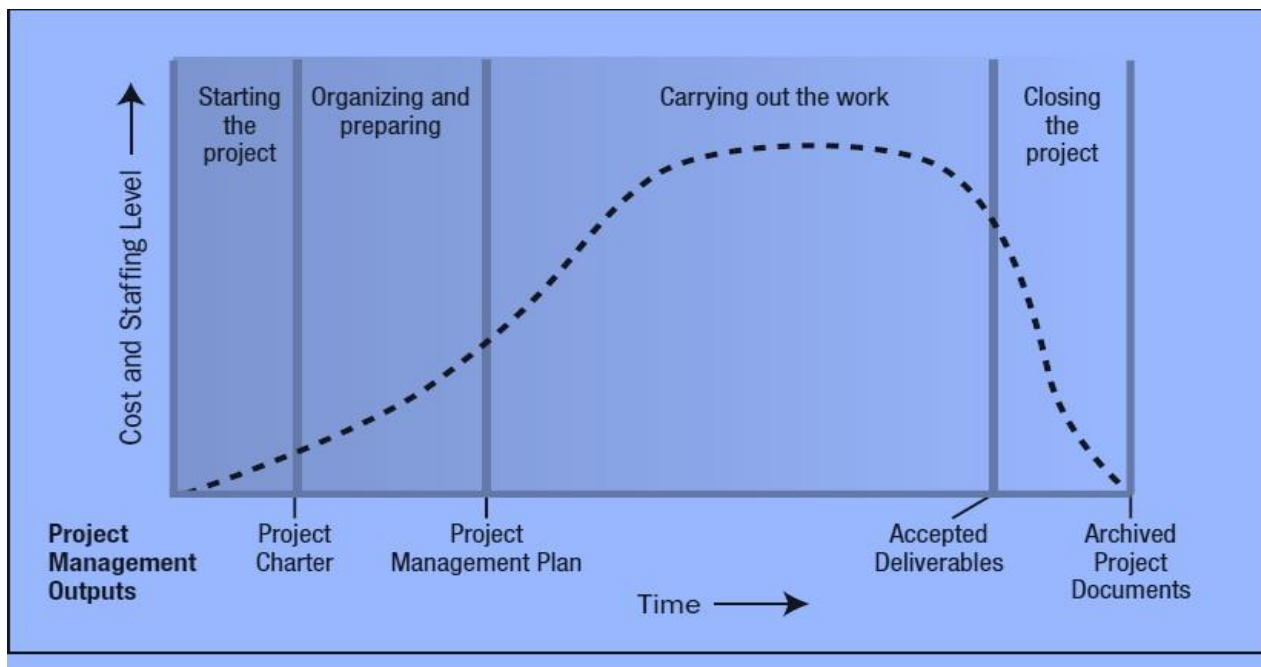 Cost and Staffing Level
Starting
the
project
Organizing and
preparing
Carrying out the work
Closing
the
project
Project
Management
Outputs
Project
Charter
Project
Management Plan
Accepted
Deliverables
Archived
Project
Documents
Time